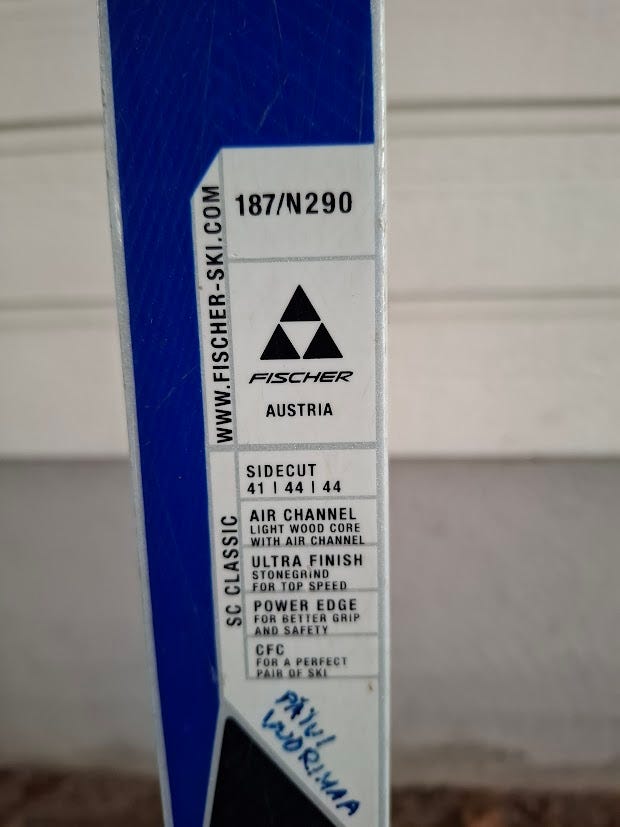 187/N290
WWW.FISCHER-SKI.COM
FISCHER
AUSTRIA
SC CLASSIC
SIDECUT
41 | 44 | 44
AIR CHANNEL
LIGHT WOOD CORE
WITH AIR CHANNEL
ULTRA FINISH
STONEGRIND
FOR TOP SPEED
POWER EDGE
FOR BETTER GRIP
AND SAFETY
CFC
FOR A PERFECT
PAIR OF SKI